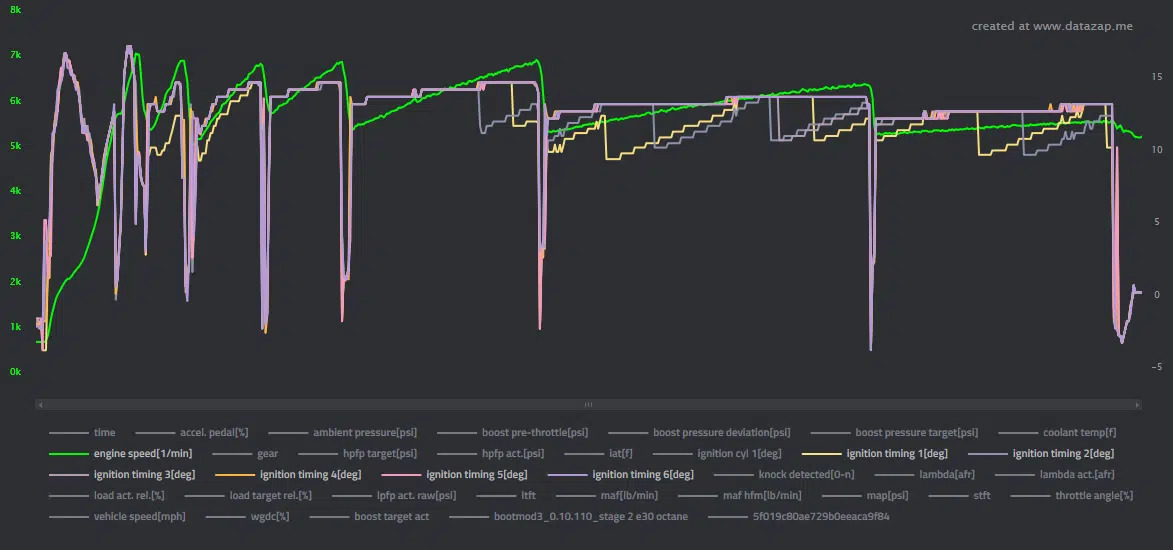 8k
created at www.datazap.me
7k
15
6k
10
5k
4k
5
3k
2k
0
1k
-5
0k
time accel. pedal[%] ambient pressure[psi] boost pre-throttle[psi] boost pressure deviation[psi] boost pressure target[psi] coolant temp[f]
engine speed[1/min] gear hpfp target[psi] hpfp act.[psi] iat[f] ignition cyl 1[deg] ignition timing 1[deg] ignition timing 2[deg]
ignition timing 3[deg] ignition timing 4[deg] ignition timing 5[deg] ignition timing 6[deg] knock detected[0-n] lambda[afr] lambda act.[afr]
load act. rel.[%] load target rel.[%] lpfp act. raw[psi] ltft maf[lb/min] maf hfm[lb/min] map[psi] stft throttle angle[%]
vehicle speed[mph] wgdc[%] boost target act bootmod3_0.10.110_stage 2 e30 octane 5f019c80ae729b0eeaca9f84